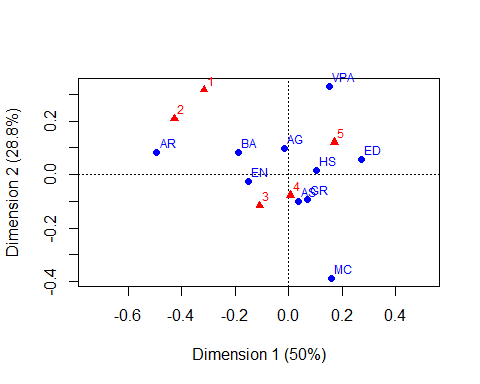 VPA
1
2
5
AR
BA
AG
ED
HS
EN
4
3
AS
GR
MC
0.2
0.0
-0.2
-0.4
Dimension 2 (28.8%)
-0.6 -0.4 -0.2 0.0 0.2 0.4
Dimension 1 (50%)